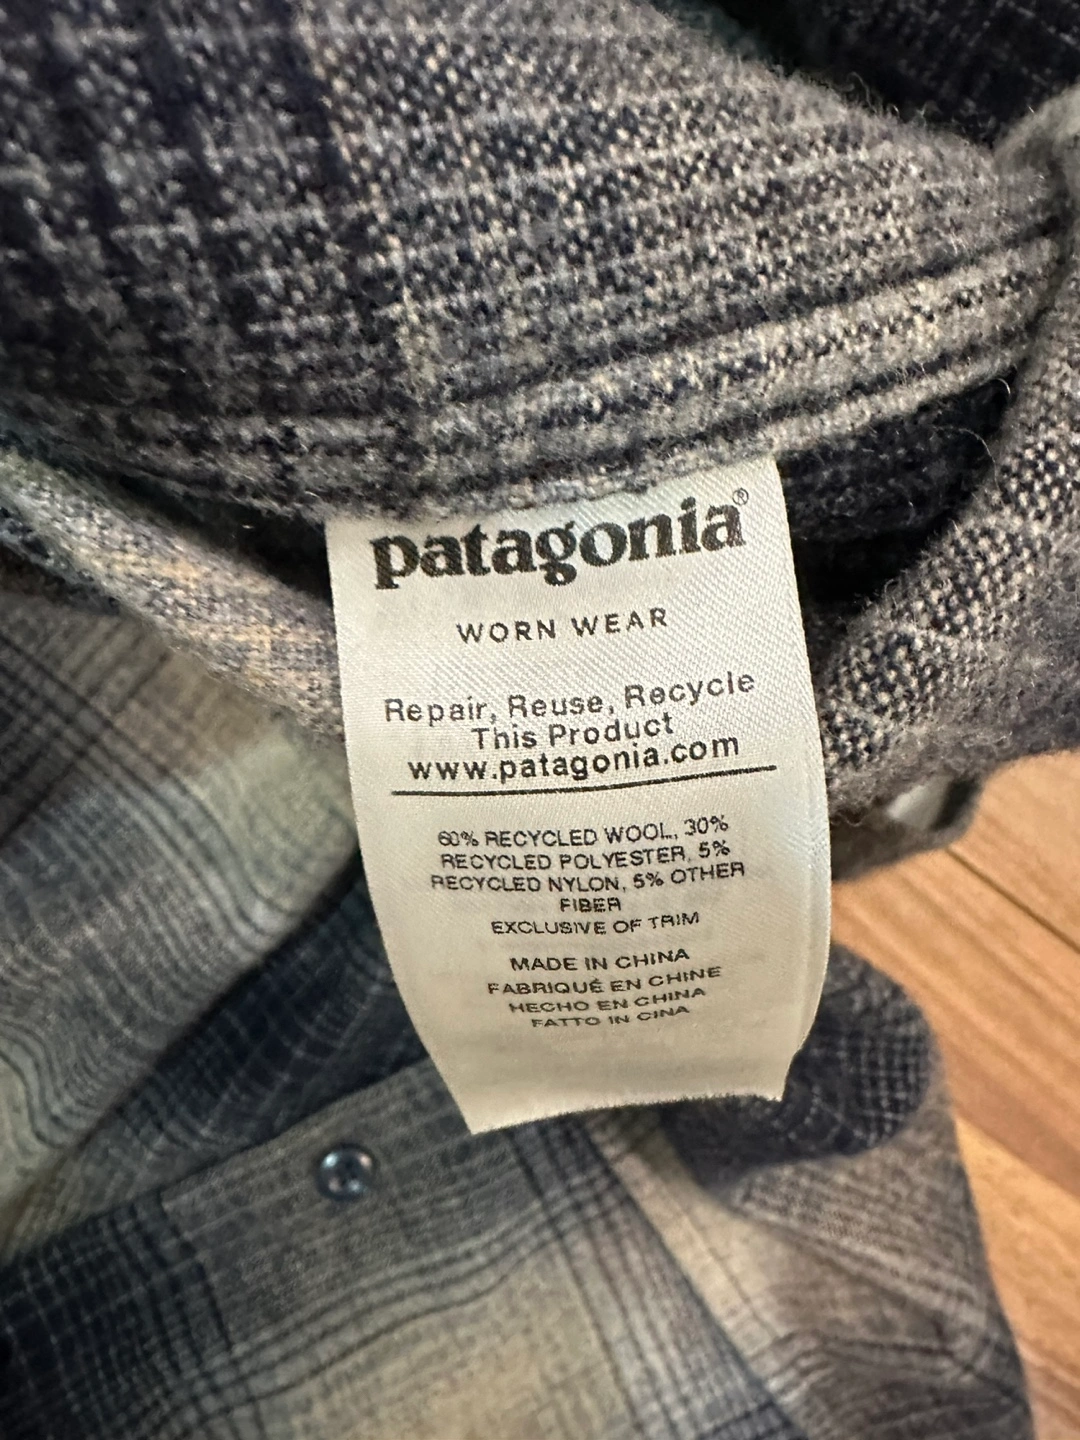 patagonia®
WORN WEAR
Repair, Reuse, Recycle
This Product
www.patagonia.com
60% RECYCLED WOOL, 30%
RECYCLED POLYESTER, 5%
RECYCLED NYLON, 5% OTHER
FIBER
EXCLUSIVE OF TRIM
MADE IN CHINA
FABRIQUÉ EN CHINE
HECHO EN CHINA
FATTO IN CINA